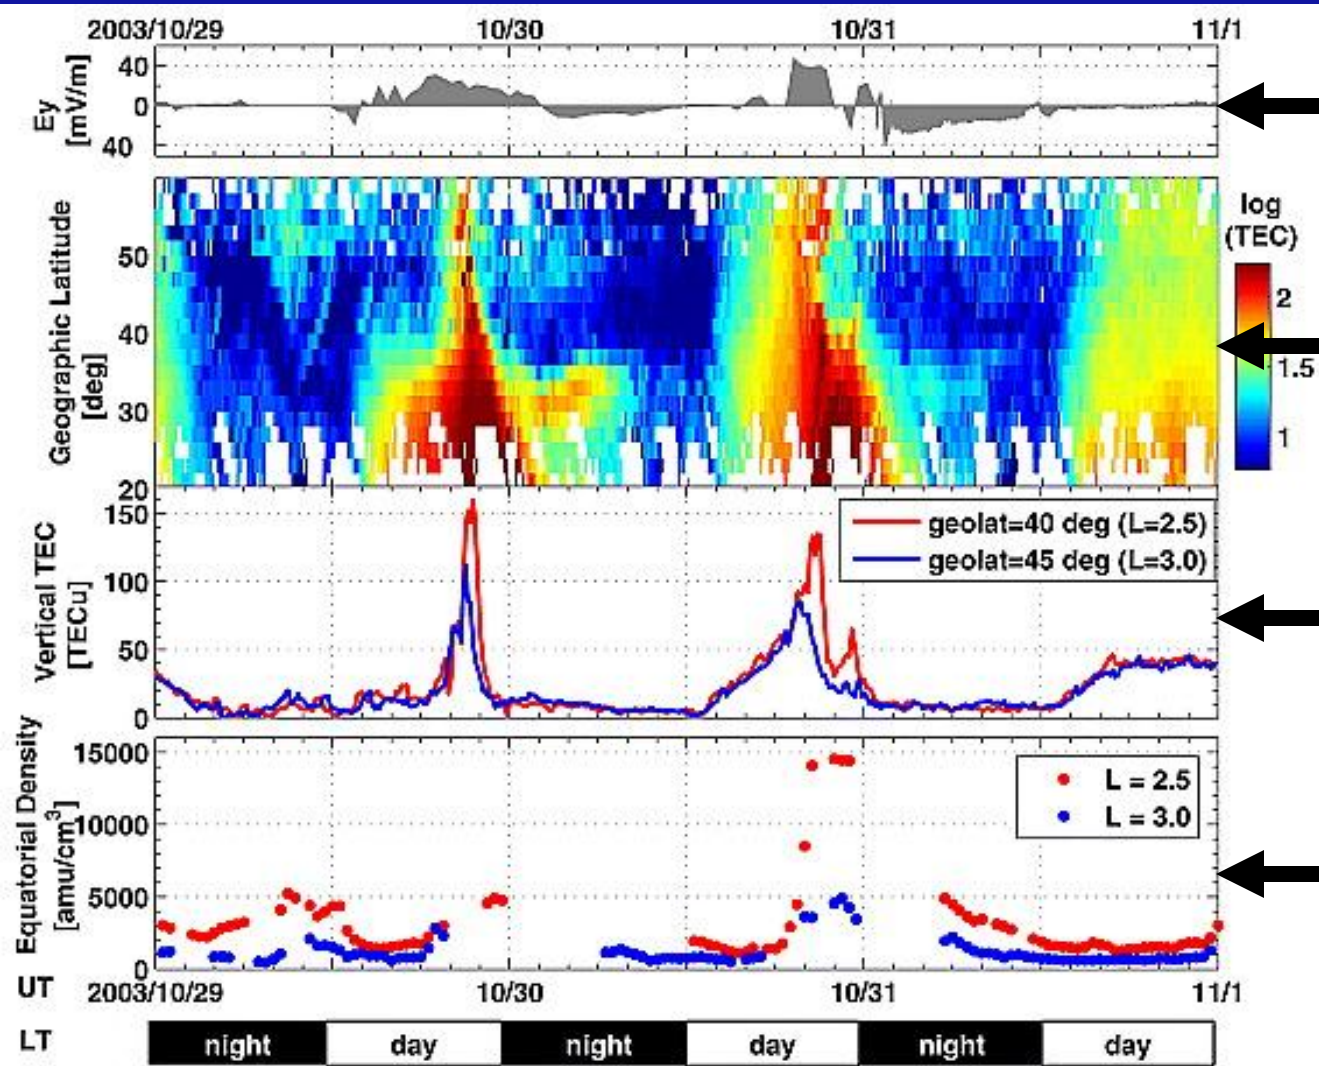 2003/10/29 10/30 10/31 11/1
Ey
[mV/m]
40
0
40
Geographic Latitude
[deg]
50
40
30
20
log
(TEC)
2
1.5
1
Vertical TEC
[TECu]
150
100
50
0
geolat=40 deg (L=2.5)
geolat=45 deg (L=3.0)
Equatorial Density
[amu/cm³]
15000
10000
5000
0
L = 2.5
L = 3.0
UT 2003/10/29 10/30 10/31 11/1
LT night day night day night day